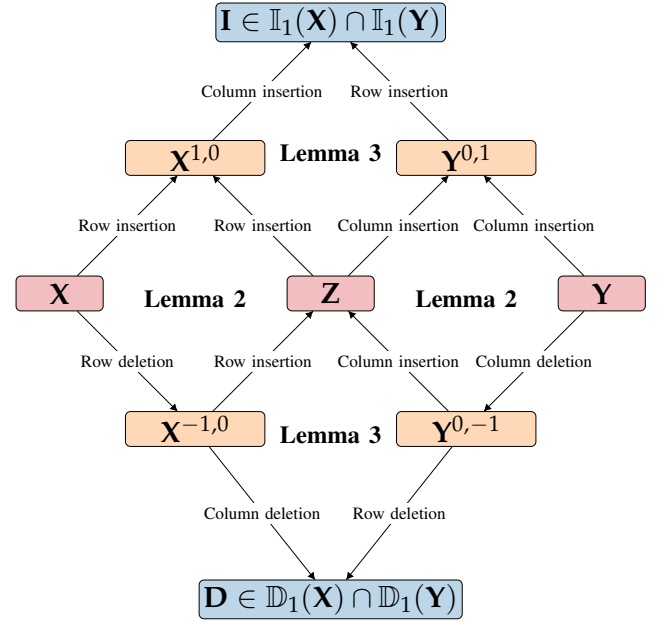 I ∈ 𝕀₁(X) ∩ 𝕀₁(Y)
Column insertion Row insertion
X^{1,0} Lemma 3 Y^{0,1}
Row insertion Row insertion Column insertion Column insertion
X Lemma 2 Z Lemma 2 Y
Row deletion Row insertion Column insertion Column deletion
X^{−1,0} Lemma 3 Y^{0,−1}
Column deletion Row deletion
D ∈ 𝔻₁(X) ∩ 𝔻₁(Y)